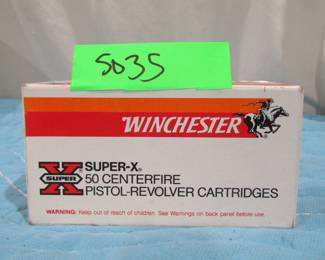 5035
WINCHESTER
SUPER-X®
X
SUPER
50 CENTERFIRE
PISTOL-REVOLVER CARTRIDGES
WARNING: Keep out of reach of children. See Warnings on back panel before use.